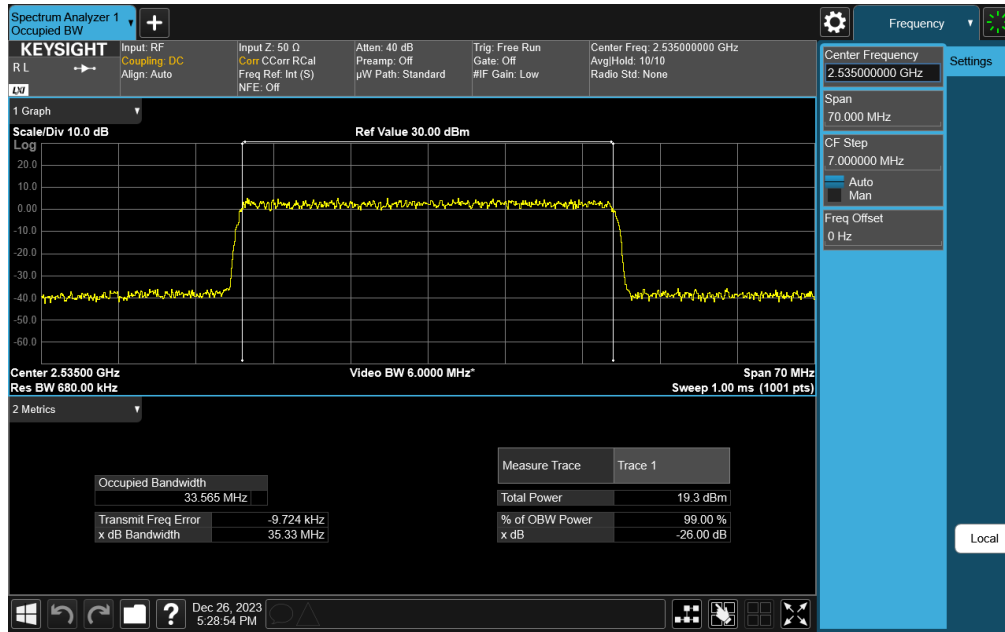 Spectrum Analyzer 1
Occupied BW
Frequency
KEYSIGHT
R L
LXI
Input: RF
Coupling: DC
Align: Auto
Input Z: 50 Ω
Corr CCorr RCal
Freq Ref: Int (S)
NFE: Off
Atten: 40 dB
Preamp: Off
µW Path: Standard
Trig: Free Run
Gate: Off
#IF Gain: Low
Center Freq: 2.535000000 GHz
Avg|Hold: 10/10
Radio Std: None
Center Frequency
2.535000000 GHz
Settings
Span
70.000 MHz
CF Step
7.000000 MHz
Auto
Man
Freq Offset
0 Hz
Local
1 Graph
Scale/Div 10.0 dB
Ref Value 30.00 dBm
Log
20.0
10.0
0.00
-10.0
-20.0
-30.0
-40.0
-50.0
-60.0
Center 2.53500 GHz
Video BW 6.0000 MHz*
Span 70 MHz
Res BW 680.00 kHz
Sweep 1.00 ms (1001 pts)
2 Metrics
Occupied Bandwidth
33.565 MHz
Transmit Freq Error -9.724 kHz
x dB Bandwidth 35.33 MHz
Measure Trace Trace 1
Total Power 19.3 dBm
% of OBW Power 99.00 %
x dB -26.00 dB
?
Dec 26, 2023
5:28:54 PM